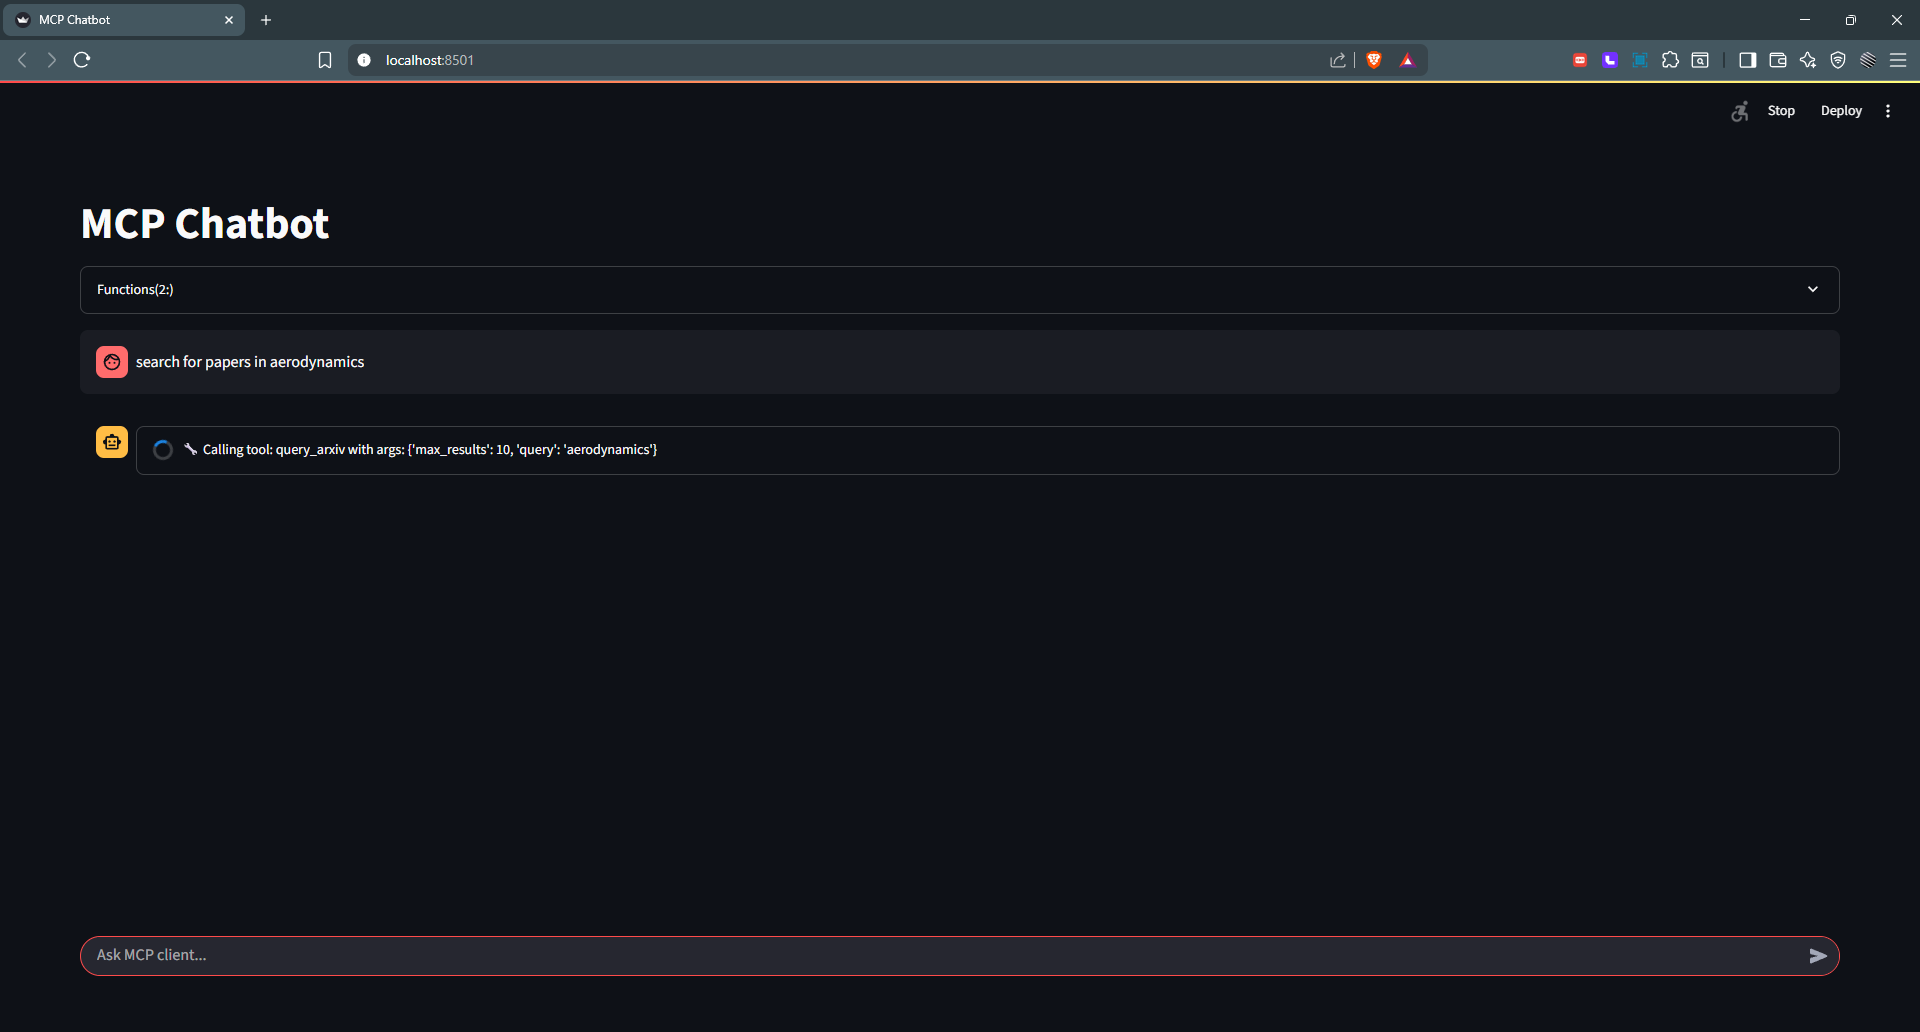 MCP Chatbot
localhost:8501
Stop Deploy
MCP Chatbot
Functions(2:)
search for papers in aerodynamics
Calling tool: query_arxiv with args: {'max_results': 10, 'query': 'aerodynamics'}
Ask MCP client...